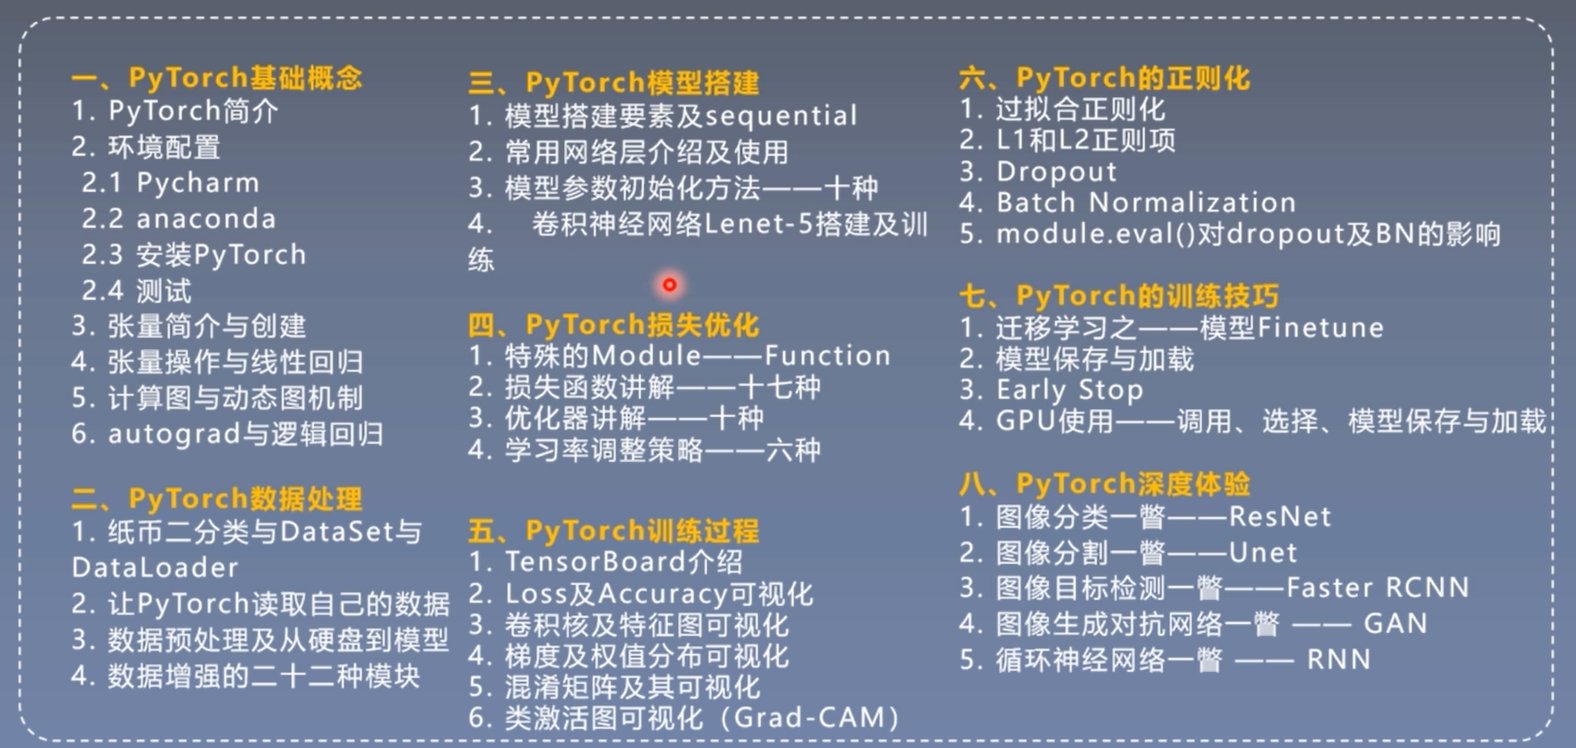 一、PyTorch基础概念
1. PyTorch简介
2. 环境配置
2.1 Pycharm
2.2 anaconda
2.3 安装PyTorch
2.4 测试
3. 张量简介与创建
4. 张量操作与线性回归
5. 计算图与动态图机制
6. autograd与逻辑回归
二、PyTorch数据处理
1. 纸币二分类与DataSet与
DataLoader
2. 让PyTorch读取自己的数据
3. 数据预处理及从硬盘到模型
4. 数据增强的二十二种模块
三、PyTorch模型搭建
1. 模型搭建要素及sequential
2. 常用网络层介绍及使用
3. 模型参数初始化方法——十种
4. 卷积神经网络Lenet-5搭建及训
练
四、PyTorch损失优化
1. 特殊的Module——Function
2. 损失函数讲解——十七种
3. 优化器讲解——十种
4. 学习率调整策略——六种
五、PyTorch训练过程
1. TensorBoard介绍
2. Loss及Accuracy可视化
3. 卷积核及特征图可视化
4. 梯度及权值分布可视化
5. 混淆矩阵及其可视化
6. 类激活图可视化（Grad-CAM）
六、PyTorch的正则化
1. 过拟合正则化
2. L1和L2正则项
3. Dropout
4. Batch Normalization
5. module.eval()对dropout及BN的影响
七、PyTorch的训练技巧
1. 迁移学习之——模型Finetune
2. 模型保存与加载
3. Early Stop
4. GPU使用——调用、选择、模型保存与加载
八、PyTorch深度体验
1. 图像分类一瞥——ResNet
2. 图像分割一瞥——Unet
3. 图像目标检测一瞥——Faster RCNN
4. 图像生成对抗网络一瞥 —— GAN
5. 循环神经网络一瞥 —— RNN